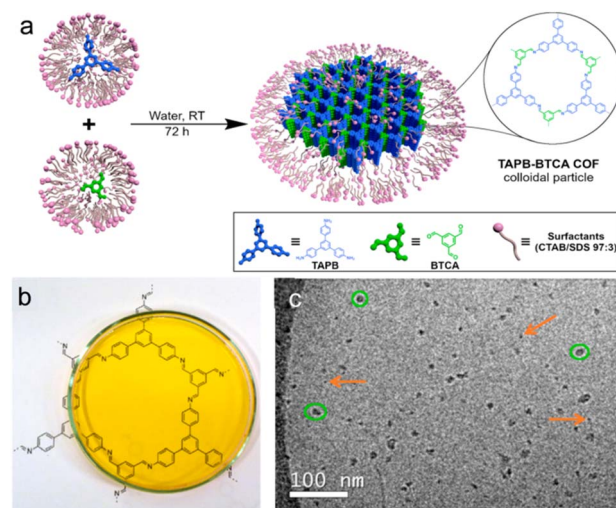 a
+
Water, RT
72 h
TAPB-BTCA COF
colloidal particle
≡
TAPB
≡
BTCA
≡
Surfactants
(CTAB/SDS 97:3)
b
c
100 nm